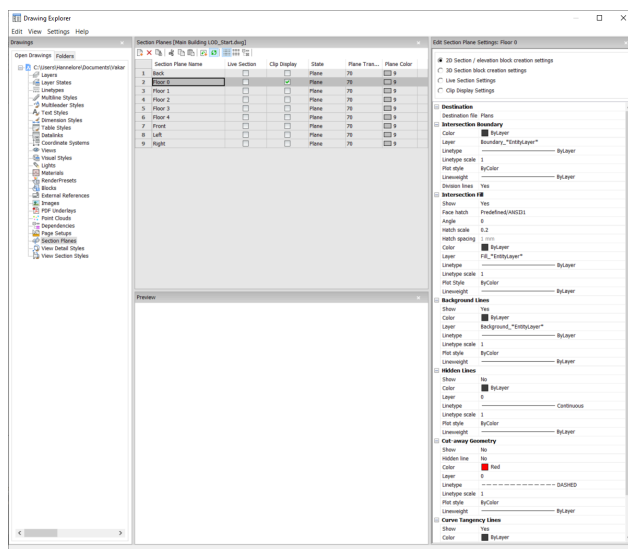 Drawing Explorer
Edit View Settings Help
Drawings
Open Drawings Folders
C:\Users\Hannelore\Documents\Vakar
Layers
Layer States
Linetypes
Multiline Styles
Multileader Styles
Text Styles
Dimension Styles
Table Styles
Datalinks
Coordinate Systems
Views
Visual Styles
Lights
Materials
RenderPresets
Blocks
External References
Images
PDF Underlays
Point Clouds
Dependencies
Page Setups
Section Planes
View Detail Styles
View Section Styles
Section Planes [Main Building LOD_Start.dwg]
Section Plane Name Live Section Clip Display State Plane Tran... Plane Color
1 Back Plane 70 9
2 Floor 0 Plane 70 9
3 Floor 1 Plane 70 9
4 Floor 2 Plane 70 9
5 Floor 3 Plane 70 9
6 Floor 4 Plane 70 9
7 Front Plane 70 9
8 Left Plane 70 9
9 Right Plane 70 9
Preview
Edit Section Plane Settings: Floor 0
2D Section / elevation block creation settings
3D Section block creation settings
Live Section Settings
Clip Display Settings
Destination
Destination file Plans
Intersection Boundary
Color ByLayer
Layer Boundary_*EntityLayer*
Linetype ByLayer
Linetype scale 1
Plot style ByColor
Lineweight ByLayer
Division lines Yes
Intersection Fill
Show Yes
Face hatch Predefined/ANSI31
Angle 0
Hatch scale 0.2
Hatch spacing 1 mm
Color ByLayer
Layer Fill_*EntityLayer*
Linetype ByLayer
Linetype scale 1
Plot Style ByColor
Lineweight ByLayer
Background Lines
Show Yes
Color ByLayer
Layer Background_*EntityLayer*
Linetype ByLayer
Linetype scale 1
Plot style ByColor
Lineweight ByLayer
Hidden Lines
Show No
Color ByLayer
Layer 0
Linetype Continuous
Linetype scale 1
Plot style ByColor
Lineweight ByLayer
Cut-away Geometry
Show No
Hidden line No
Color Red
Layer 0
Linetype DASHED
Linetype scale 1
Plot style ByColor
Lineweight ByLayer
Curve Tangency Lines
Show Yes
Color ByLayer